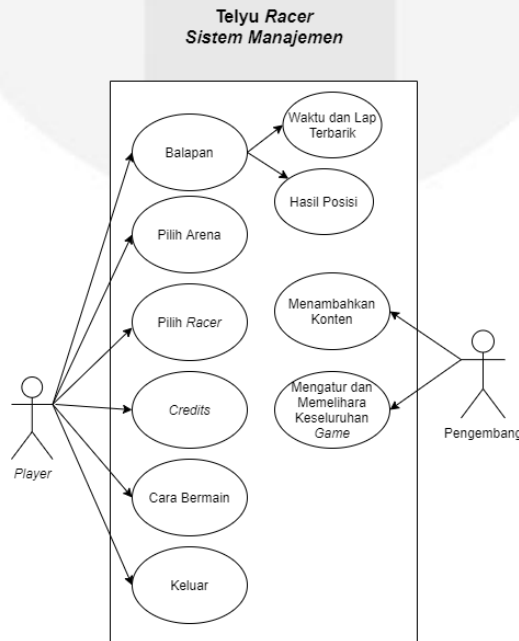 Telyu Racer
Sistem Manajemen
Balapan
Waktu dan Lap
Terbarik
Hasil Posisi
Pilih Arena
Pilih Racer
Menambahkan
Konten
Credits
Mengatur dan
Memelihara
Keseluruhan
Game
Cara Bermain
Keluar
Player
Pengembang